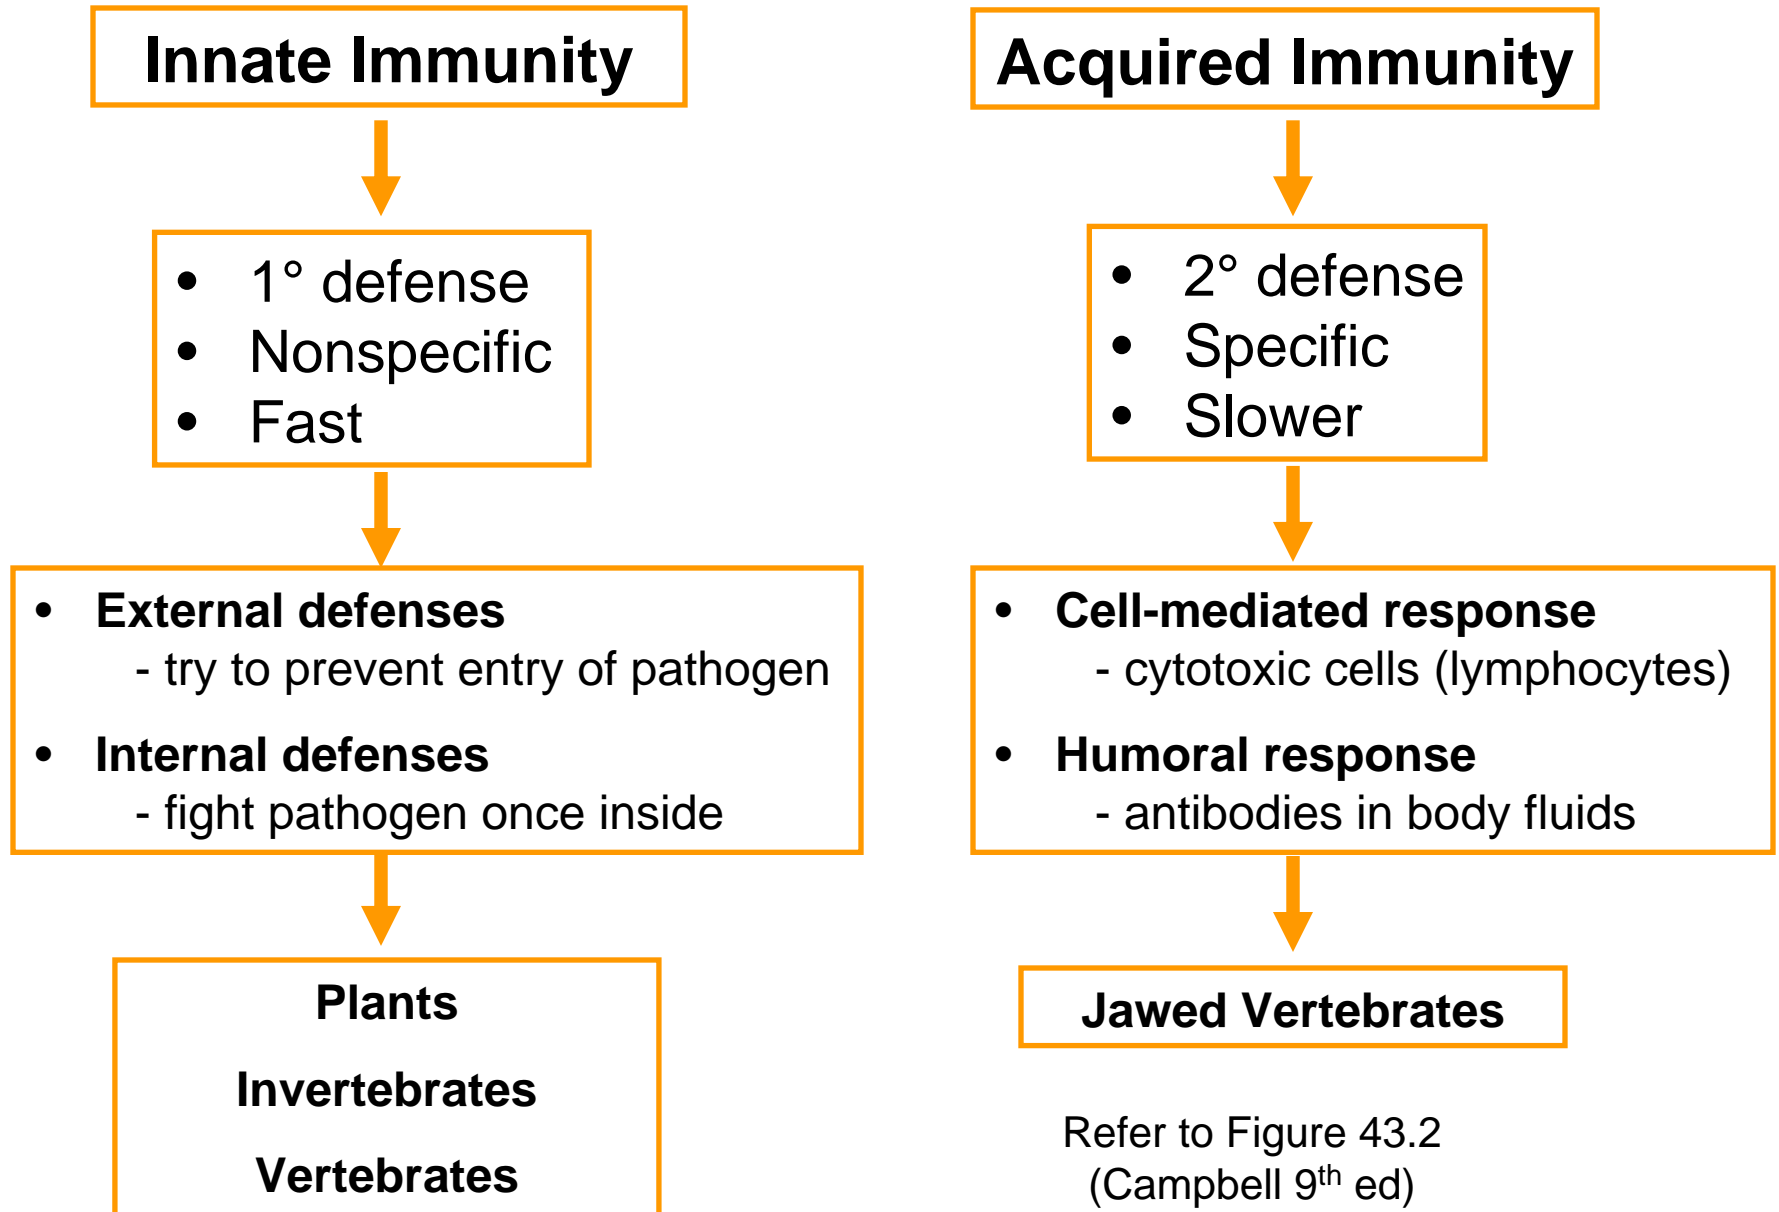 Innate Immunity
• 1° defense
• Nonspecific
• Fast
• External defenses
- try to prevent entry of pathogen
• Internal defenses
- fight pathogen once inside
Plants
Invertebrates
Vertebrates
Acquired Immunity
• 2° defense
• Specific
• Slower
• Cell-mediated response
- cytotoxic cells (lymphocytes)
• Humoral response
- antibodies in body fluids
Jawed Vertebrates
Refer to Figure 43.2
(Campbell 9th ed)